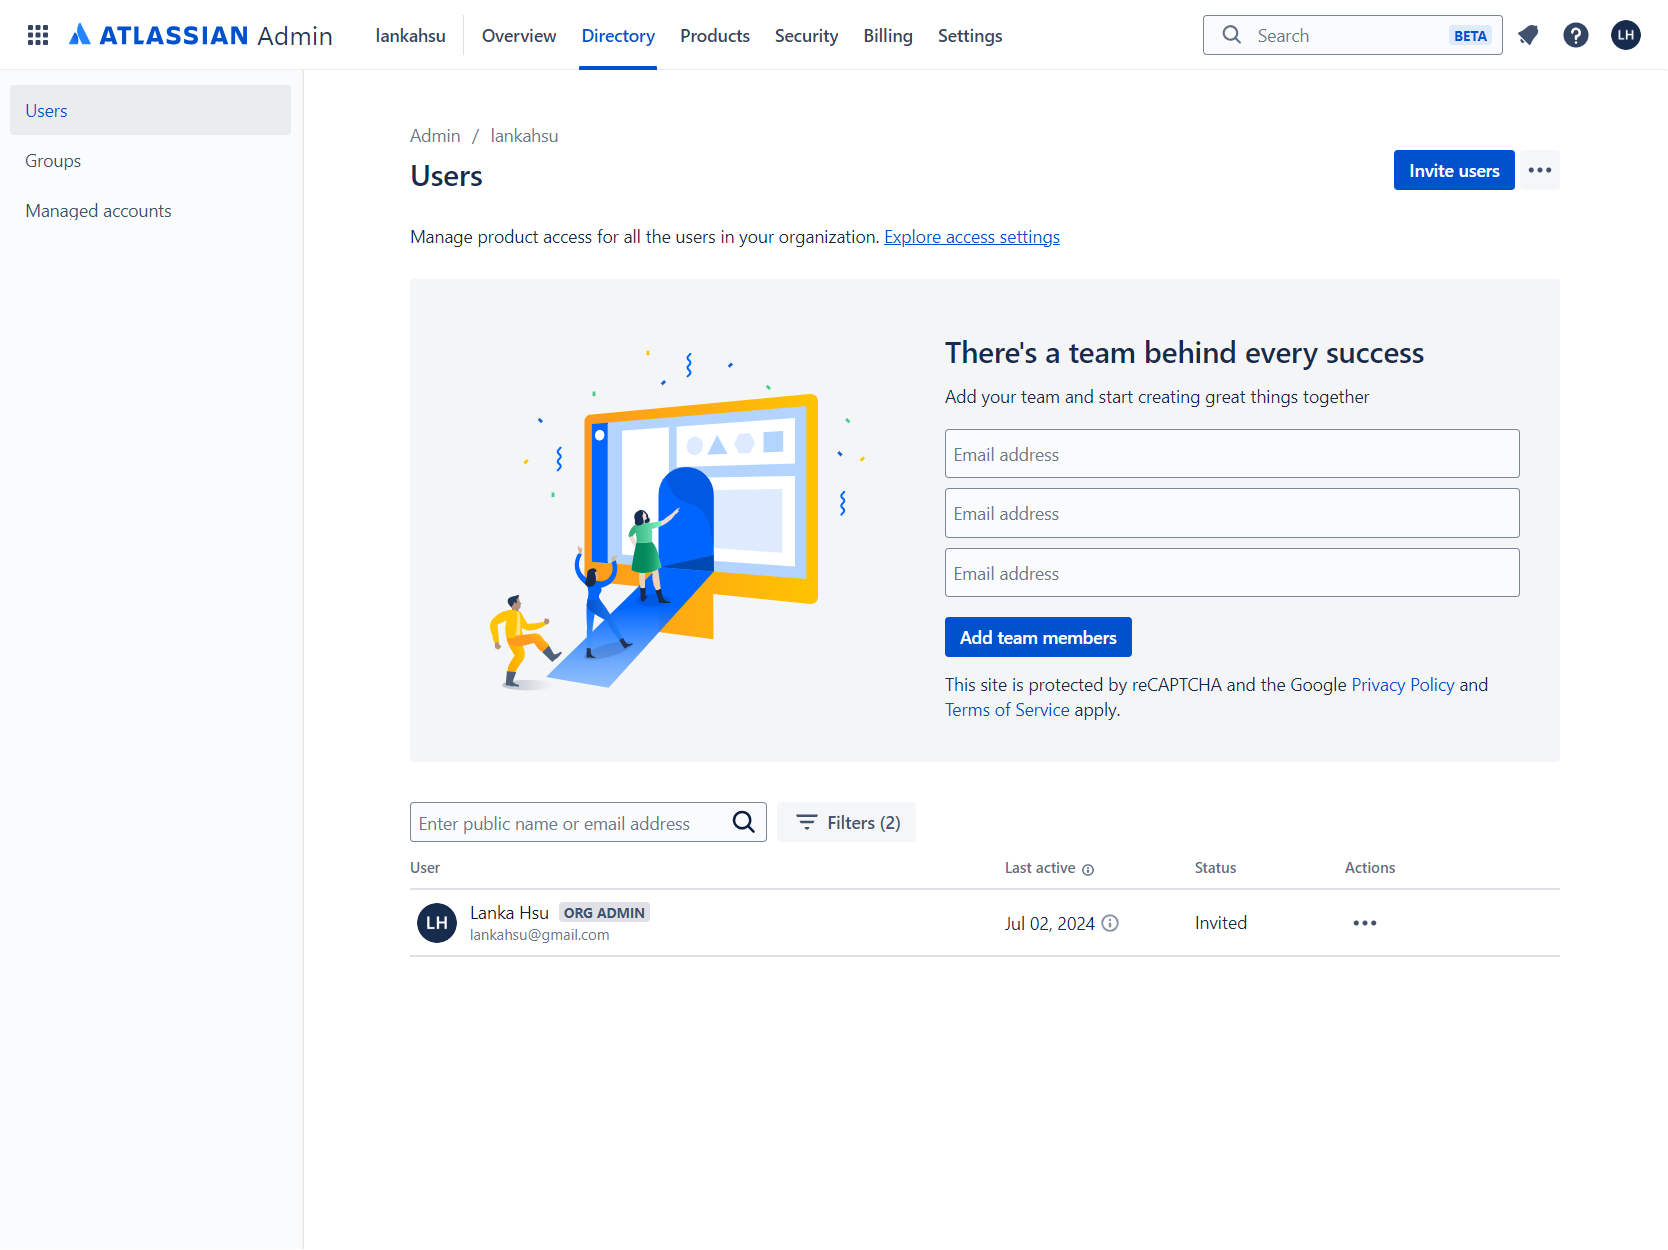 ATLASSIAN Admin
lankahsu
Overview
Directory
Products
Security
Billing
Settings
Search
BETA
LH
Users
Groups
Managed accounts
Admin / lankahsu
Users
Invite users
Manage product access for all the users in your organization. Explore access settings
There's a team behind every success
Add your team and start creating great things together
Email address
Email address
Email address
Add team members
This site is protected by reCAPTCHA and the Google Privacy Policy and
Terms of Service apply.
Enter public name or email address
Filters (2)
User
Last active
Status
Actions
LH
Lanka Hsu ORG ADMIN
lankahsu@gmail.com
Jul 02, 2024
Invited